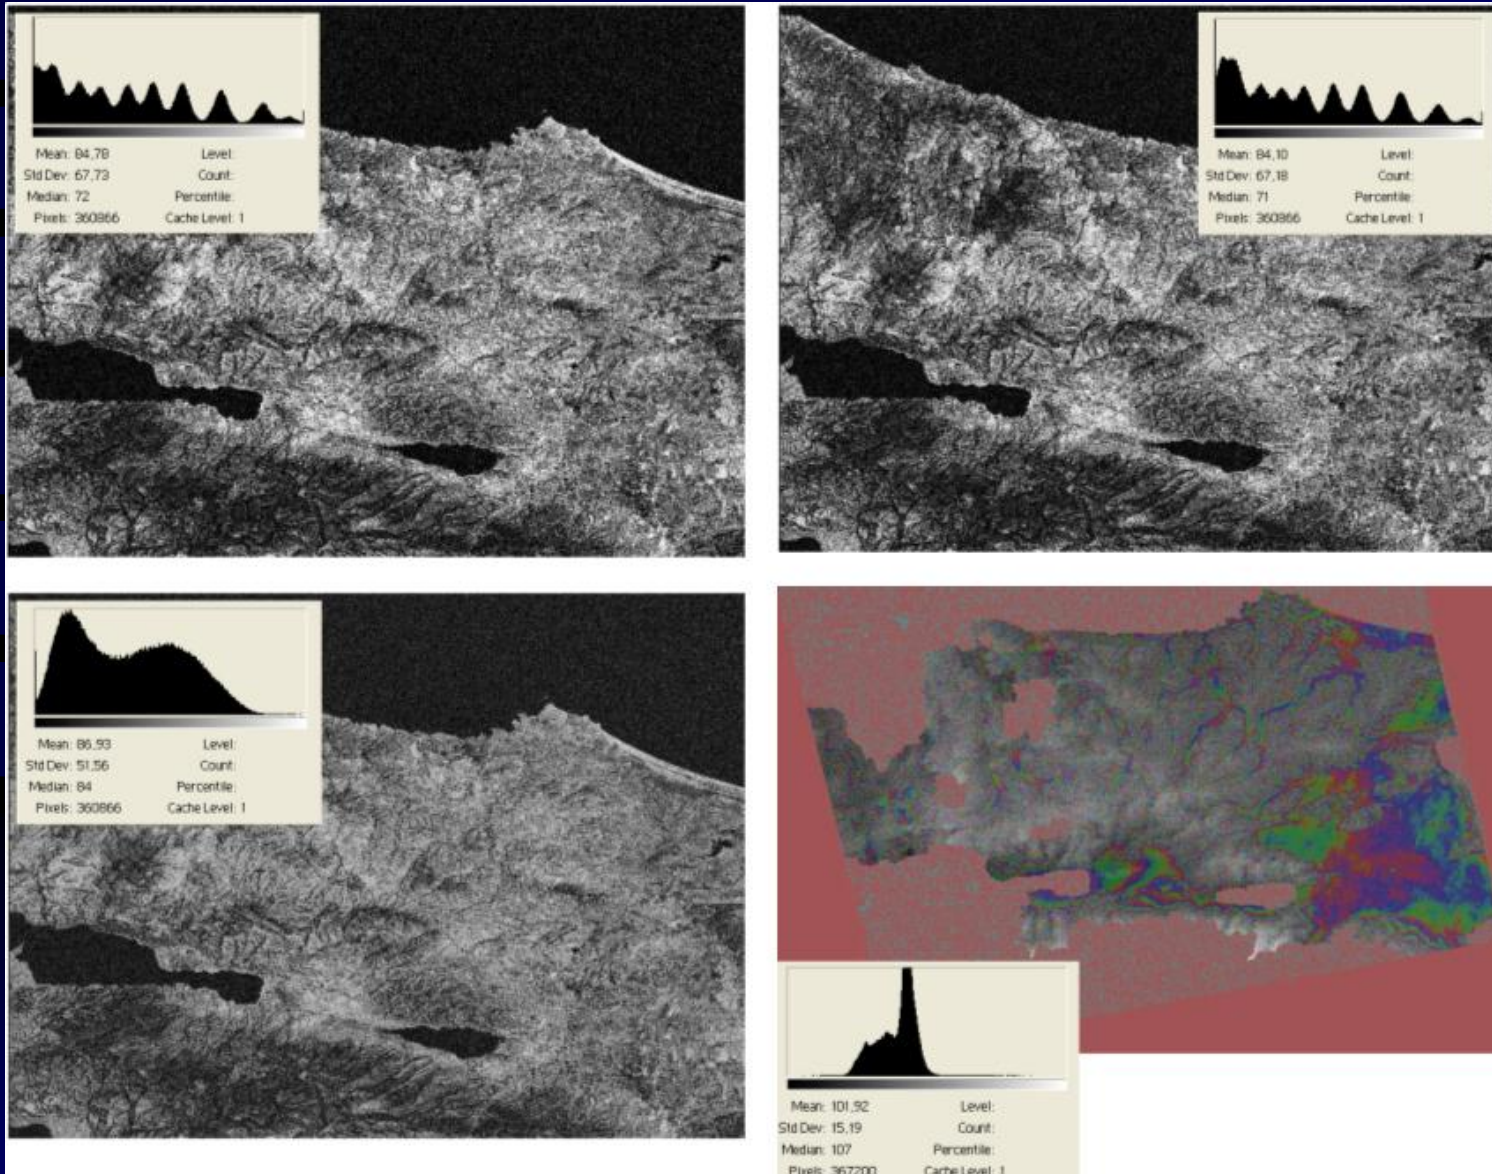 Mean: 84,78 Level:
Std Dev: 67,73 Count:
Median: 72 Percentile:
Pixels: 360866 Cache Level: 1
Mean: 84,10 Level:
Std Dev: 67,18 Count:
Median: 71 Percentile:
Pixels: 360866 Cache Level: 1
Mean: 86,93 Level:
Std Dev: 51,56 Count:
Median: 84 Percentile:
Pixels: 360866 Cache Level: 1
Mean: 101,92 Level:
Std Dev: 15,19 Count:
Median: 107 Percentile:
Pixels: 367200 Cache Level: 1